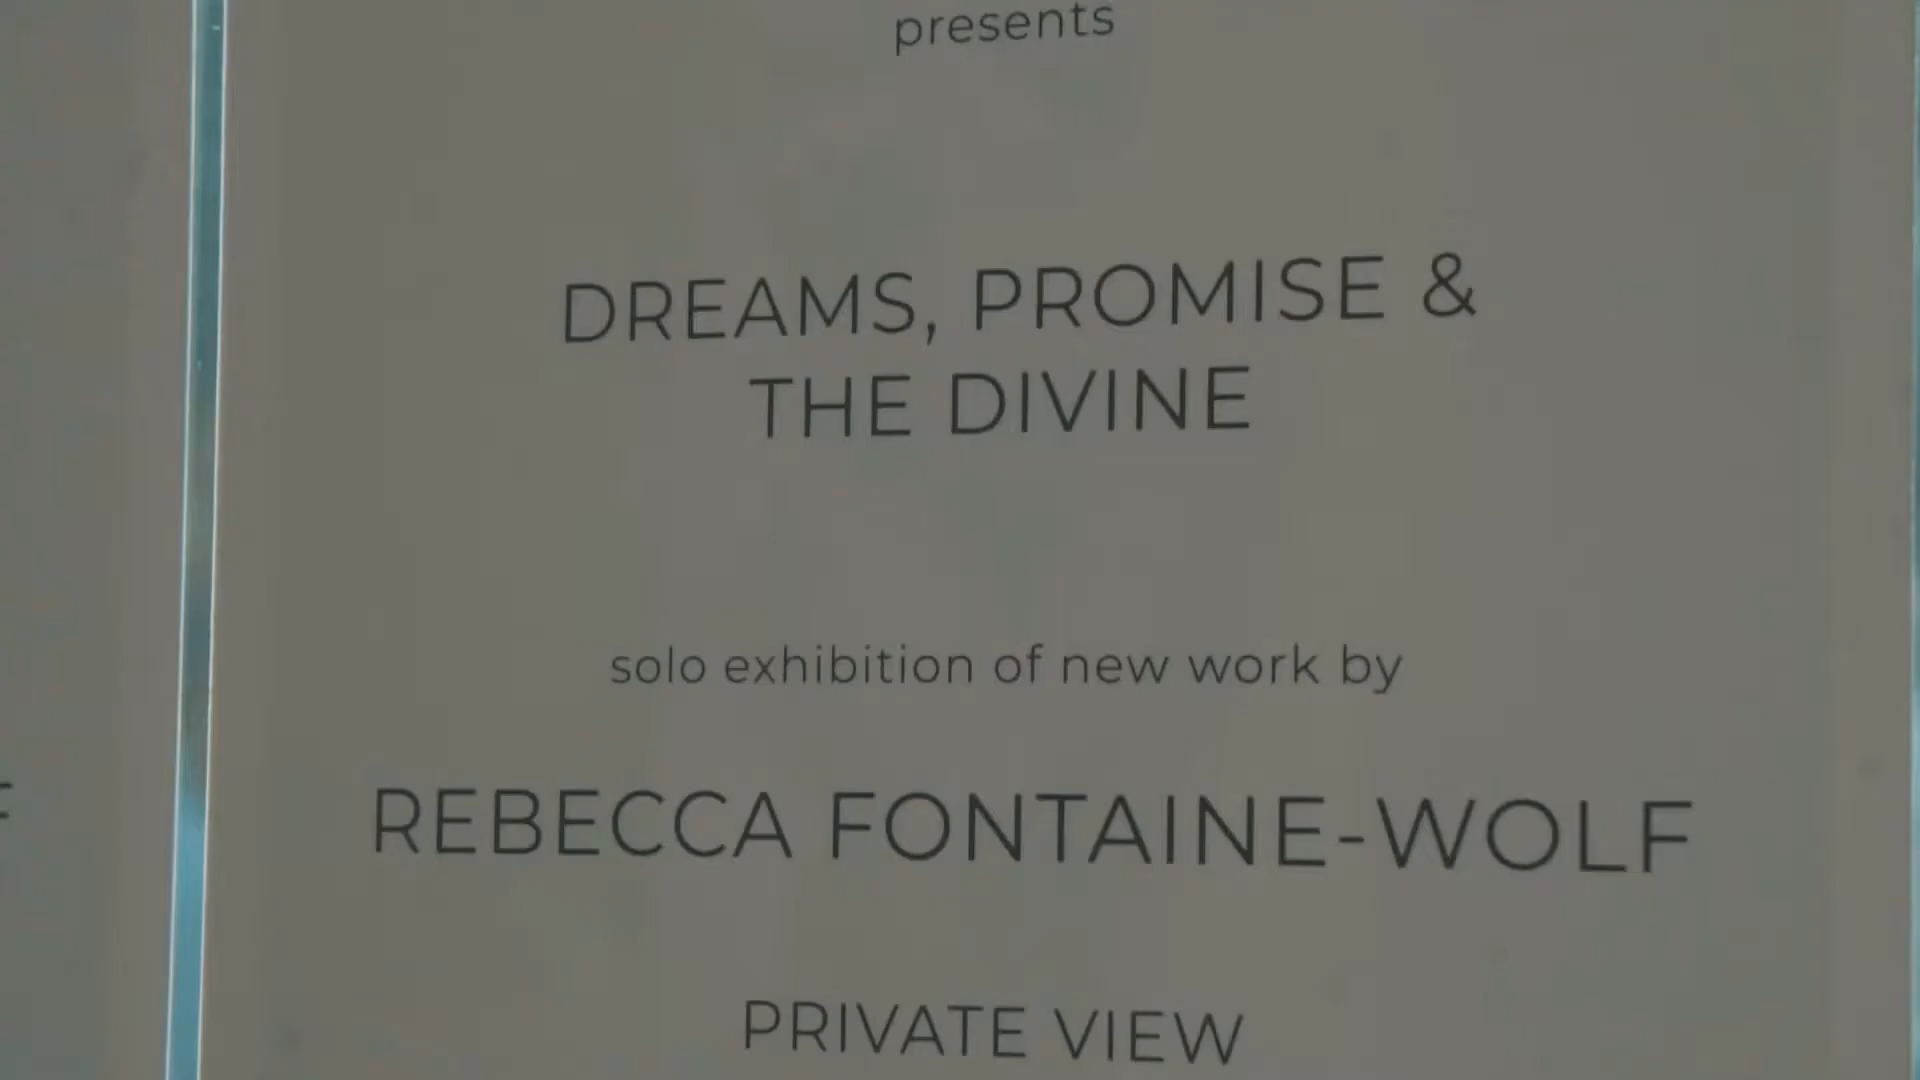 presents
DREAMS, PROMISE &
THE DIVINE
solo exhibition of new work by
REBECCA FONTAINE-WOLF
PRIVATE VIEW